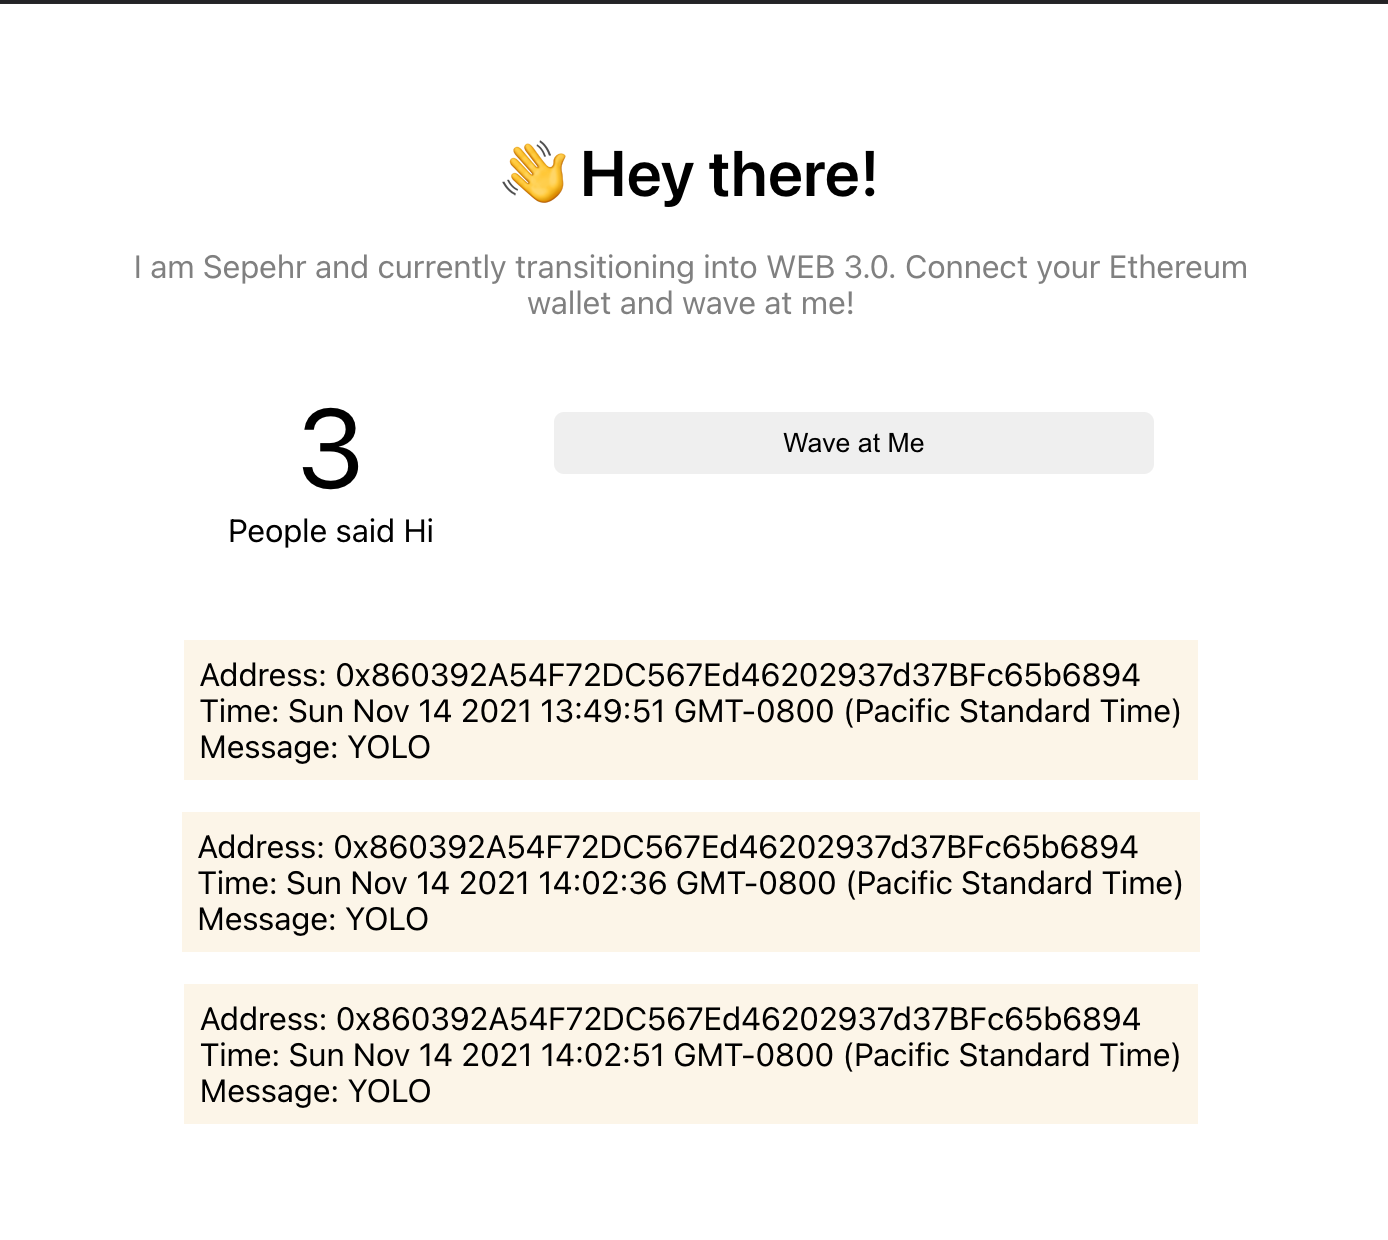 👋 Hey there!
I am Sepehr and currently transitioning into WEB 3.0. Connect your Ethereum
wallet and wave at me!
3
Wave at Me
People said Hi
Address: 0x860392A54F72DC567Ed46202937d37BFc65b6894
Time: Sun Nov 14 2021 13:49:51 GMT-0800 (Pacific Standard Time)
Message: YOLO
Address: 0x860392A54F72DC567Ed46202937d37BFc65b6894
Time: Sun Nov 14 2021 14:02:36 GMT-0800 (Pacific Standard Time)
Message: YOLO
Address: 0x860392A54F72DC567Ed46202937d37BFc65b6894
Time: Sun Nov 14 2021 14:02:51 GMT-0800 (Pacific Standard Time)
Message: YOLO